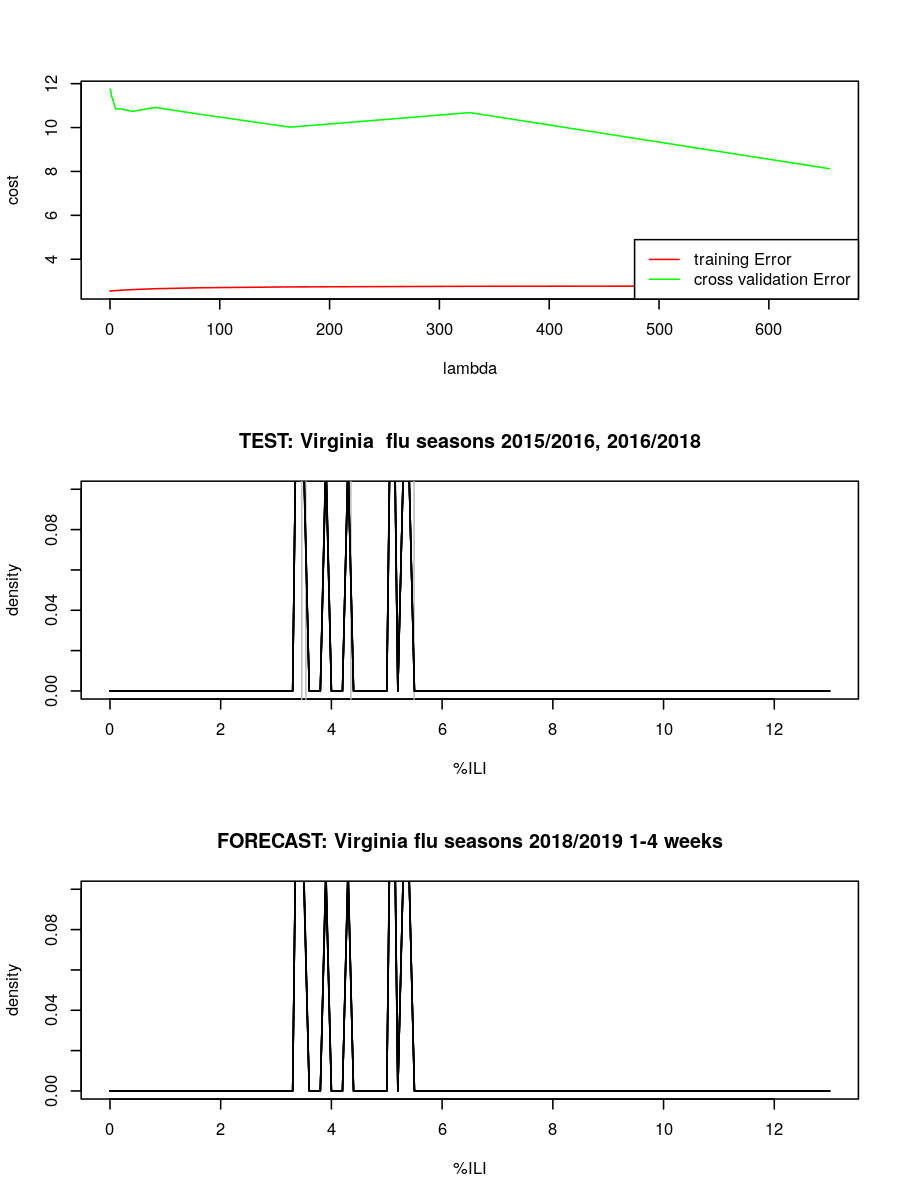 12
10
8
6
4
cost
training Error
cross validation Error
0 100 200 300 400 500 600
lambda
TEST: Virginia  flu seasons 2015/2016, 2016/2018
0.08
0.04
0.00
density
0 2 4 6 8 10 12
%ILI
FORECAST: Virginia flu seasons 2018/2019 1-4 weeks
0.08
0.04
0.00
density
0 2 4 6 8 10 12
%ILI